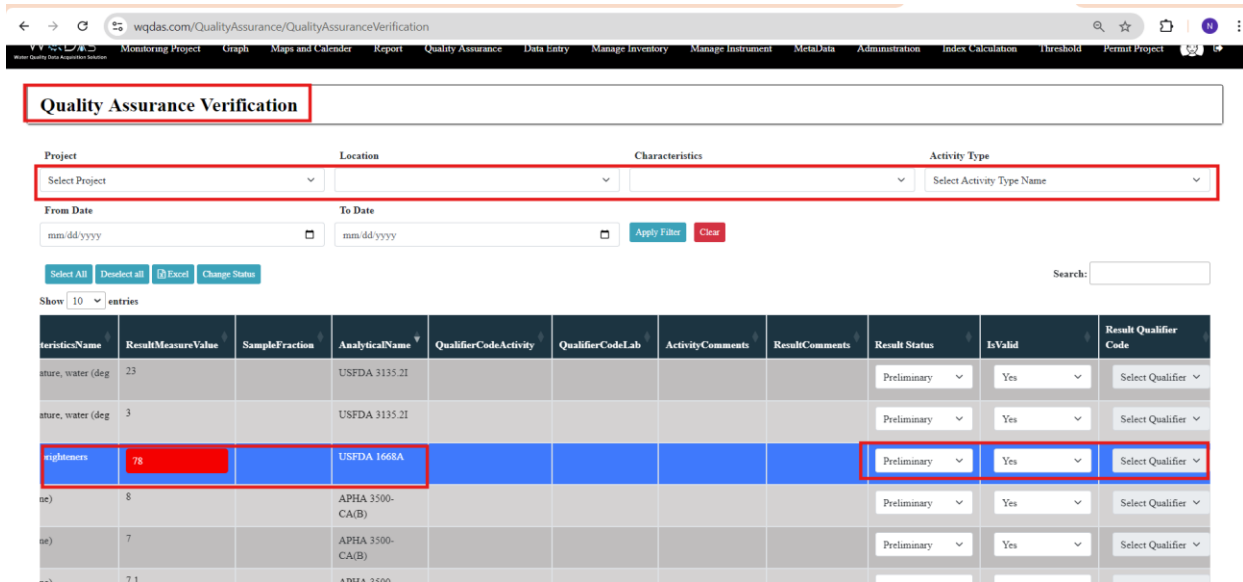 wqdas.com/QualityAssurance/QualityAssuranceVerification
N
Water Quality Data Acquisition Solution
Monitoring Project Graph Maps and Calender Report Quality Assurance Data Entry Manage Inventory Manage Instrument MetaData Administration Index Calculation Threshold Permit Project
Quality Assurance Verification
Project Location Characteristics Activity Type
Select Project Select Activity Type Name
From Date To Date
mm/dd/yyyy mm/dd/yyyy Apply Filter Clear
Select All Deselect all Excel Change Status Search:
Show 10 entries
teristicsName ResultMeasureValue SampleFraction AnalyticalName QualifierCodeActivity QualifierCodeLab ActivityComments ResultComments Result Status IsValid Result Qualifier
Code
ature, water (deg 23 USFDA 3135.2I Preliminary Yes Select Qualifier
ature, water (deg 3 USFDA 3135.2I Preliminary Yes Select Qualifier
righteners 78 USFDA 1668A Preliminary Yes Select Qualifier
ne) 8 APHA 3500-
CA(B) Preliminary Yes Select Qualifier
ne) 7 APHA 3500-
CA(B) Preliminary Yes Select Qualifier
7.1 APHA 3500-